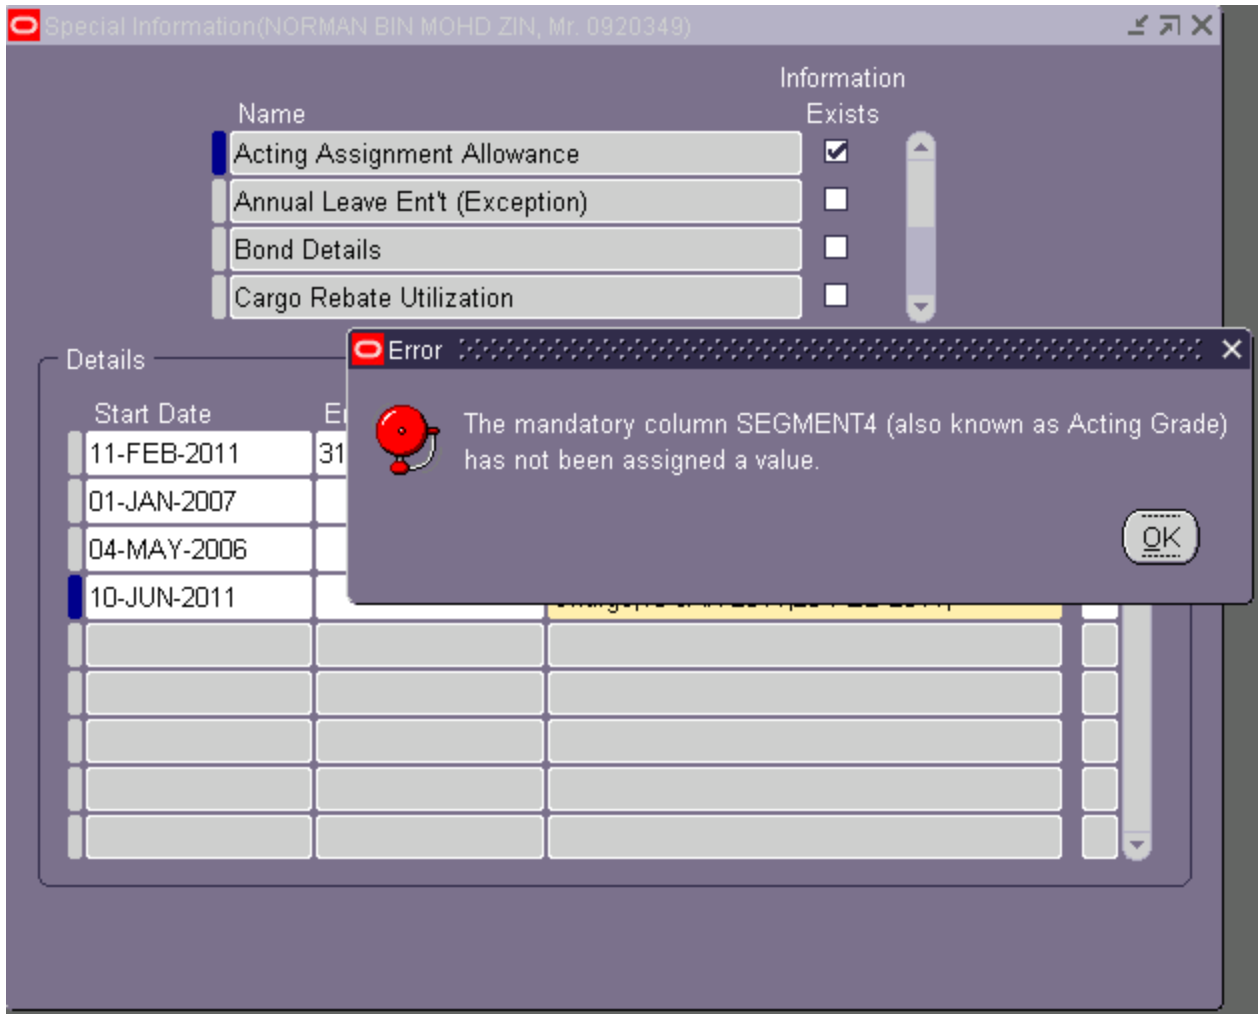 Special Information(NORMAN BIN MOHD ZIN, Mr. 0920349)
Information
Name Exists
Acting Assignment Allowance
Annual Leave Ent't (Exception)
Bond Details
Cargo Rebate Utilization
Error
Details
The mandatory column SEGMENT4 (also known as Acting Grade)
has not been assigned a value.
OK
Start Date
11-FEB-2011 31
01-JAN-2007
04-MAY-2006
10-JUN-2011